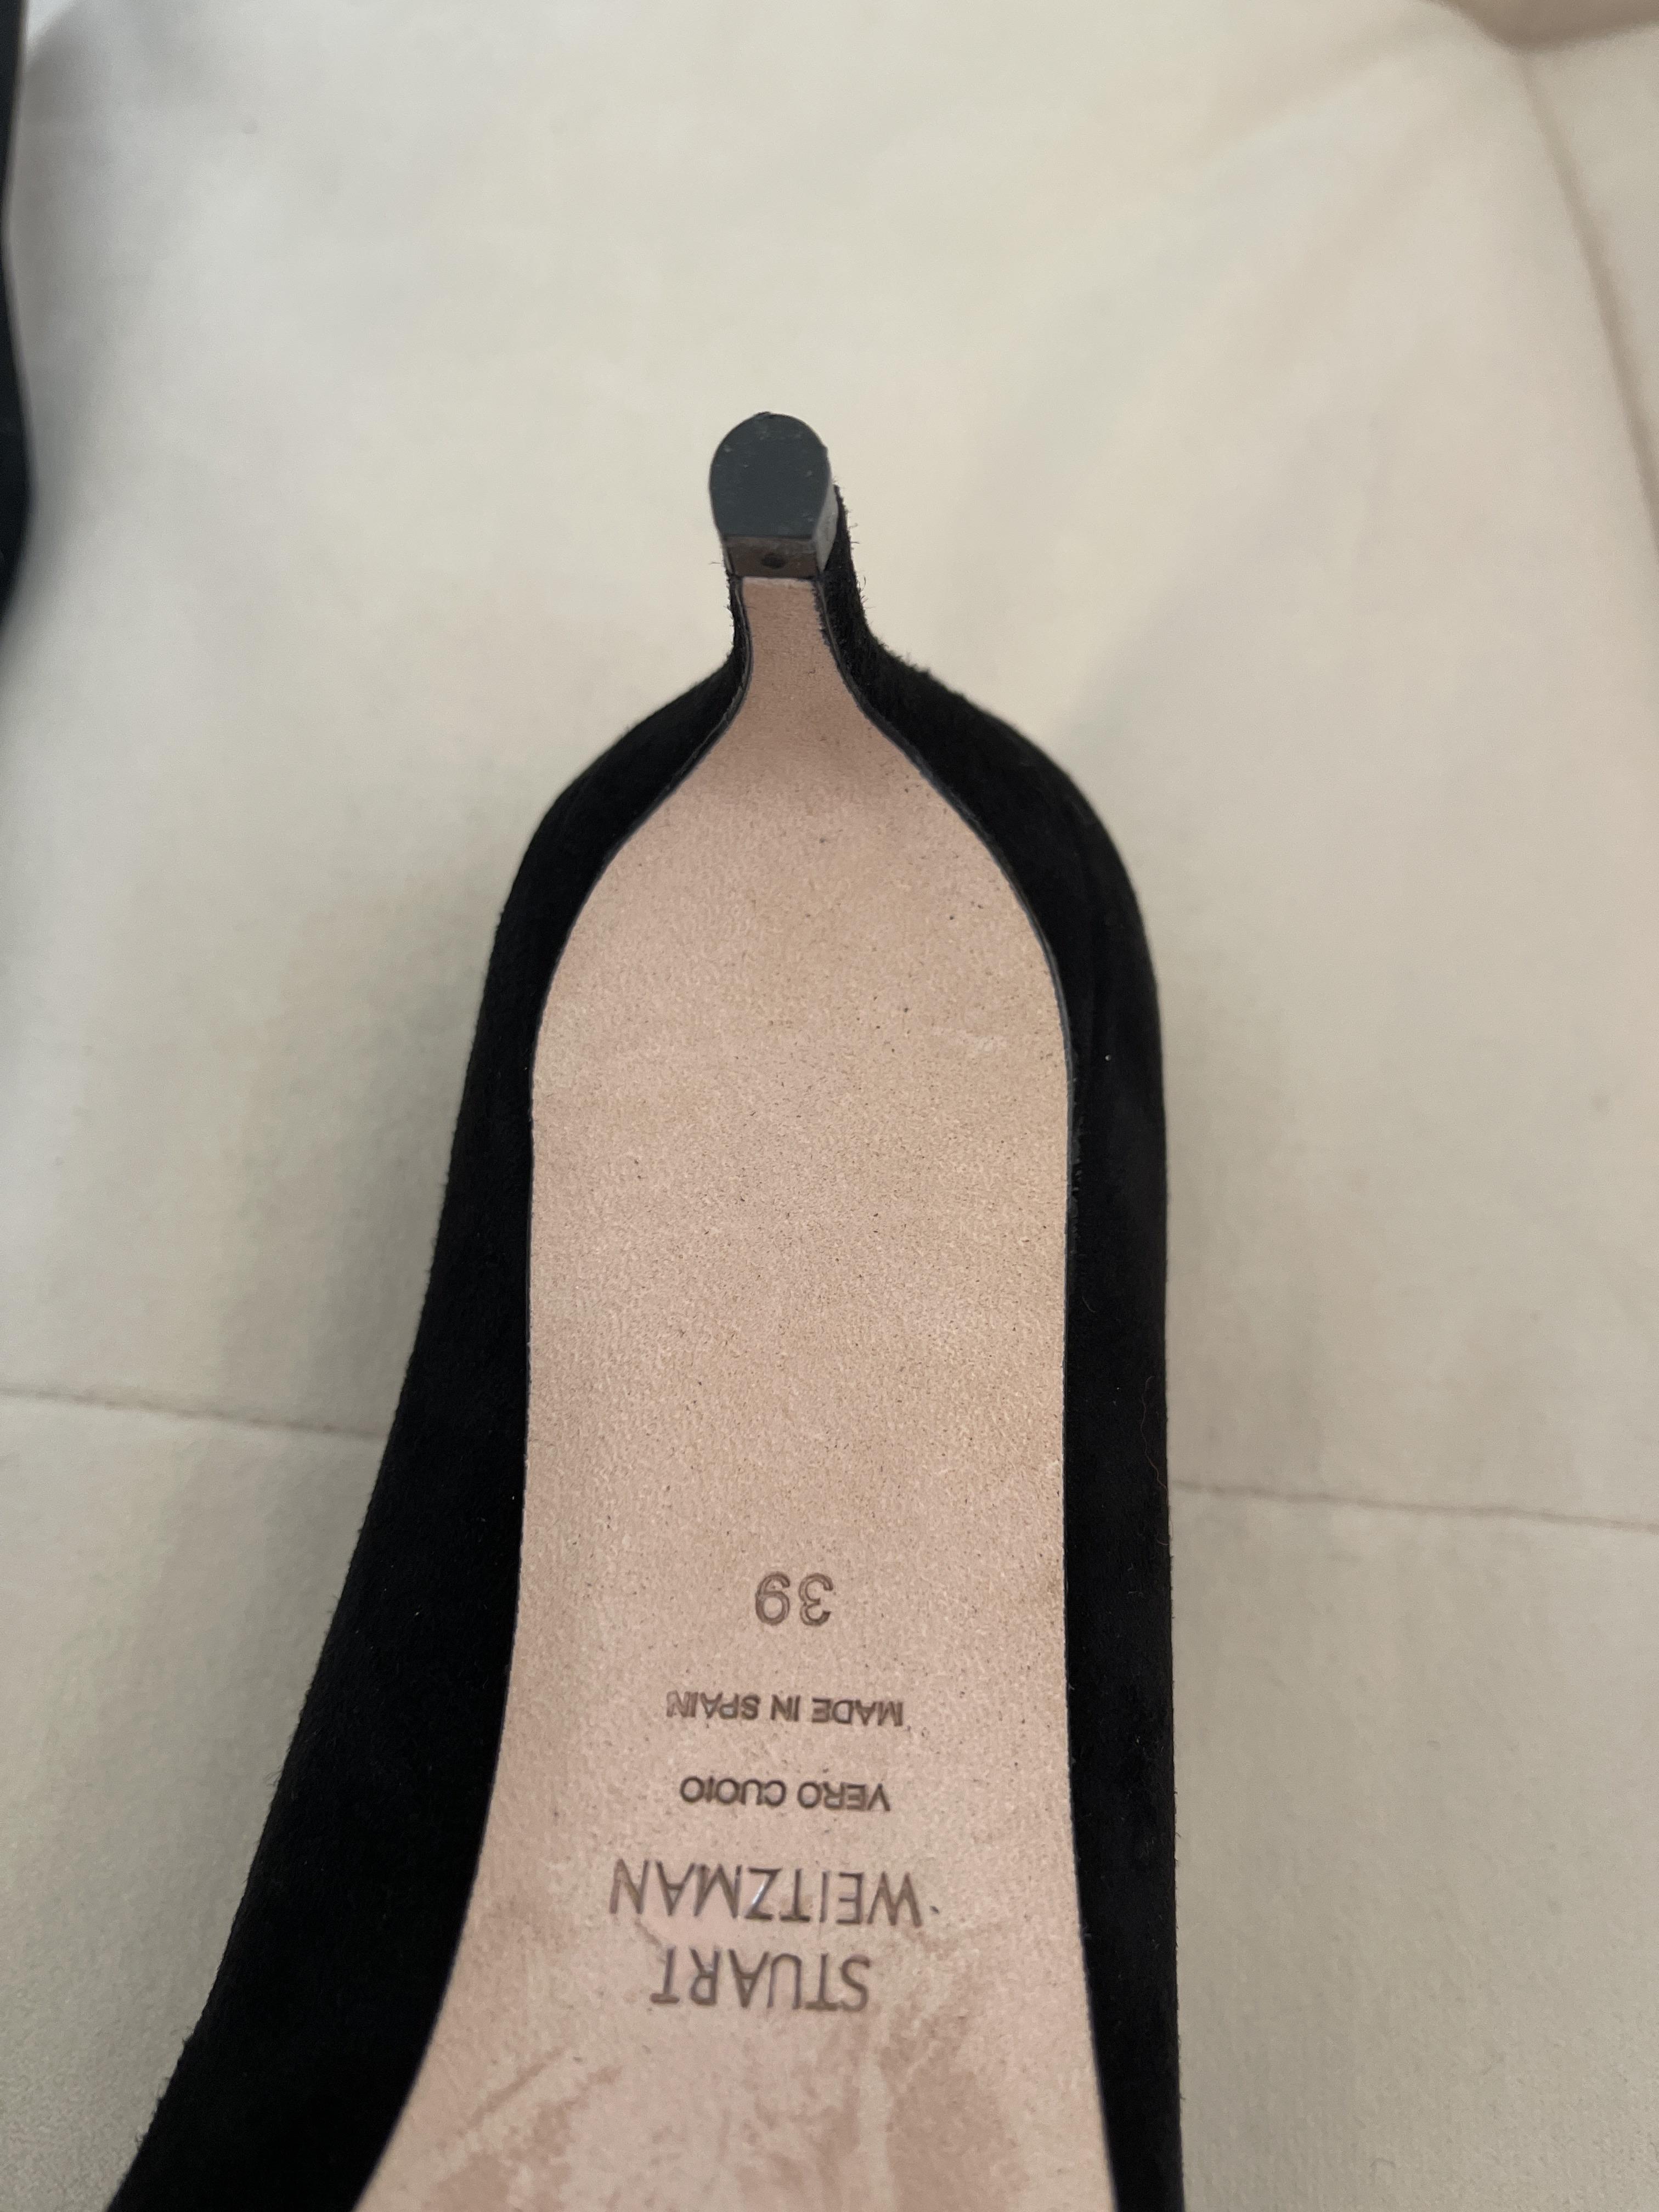 STUART
WEITZMAN
VERO CUOIO
MADE IN SPAIN
39